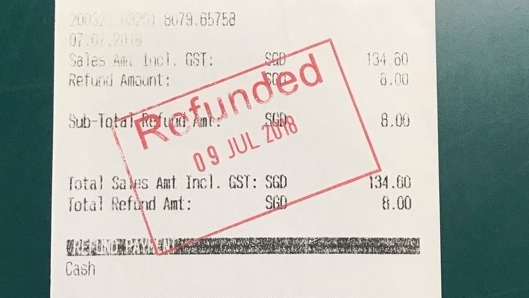 07.07.2018
Sales Amt Incl. GST: SGD 134.60
Refund Amount: SGD 8.00
Refunded
Sub-Total Refund Amt: SGD 8.00
09 JUL 2018
Total Sales Amt Incl. GST: SGD 134.60
Total Refund Amt: SGD 8.00
REFUND PAYMENT
Cash